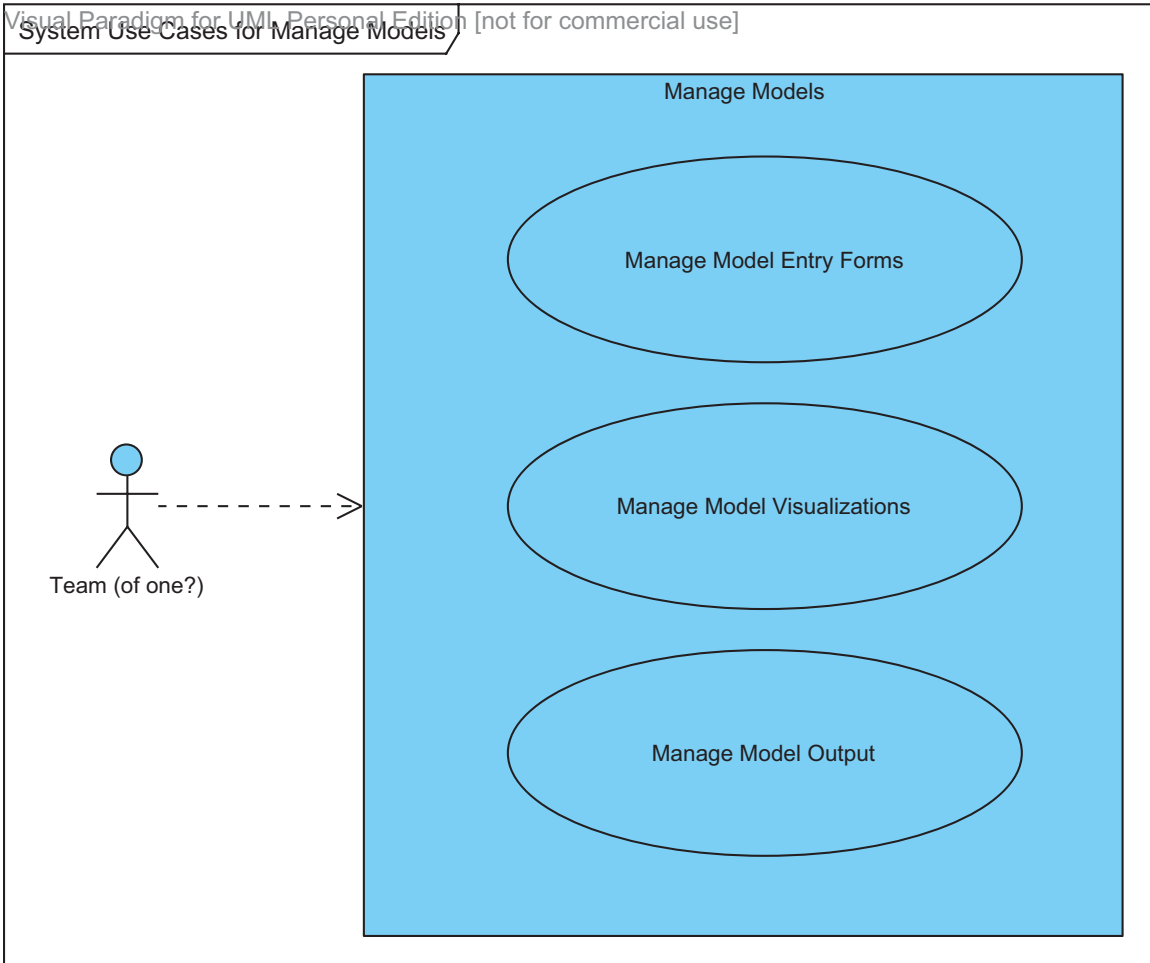 Visual Paradigm for UML Personal Edition [not for commercial use]
System Use Cases for Manage Models
Manage Models
Manage Model Entry Forms
Manage Model Visualizations
Team (of one?)
Manage Model Output